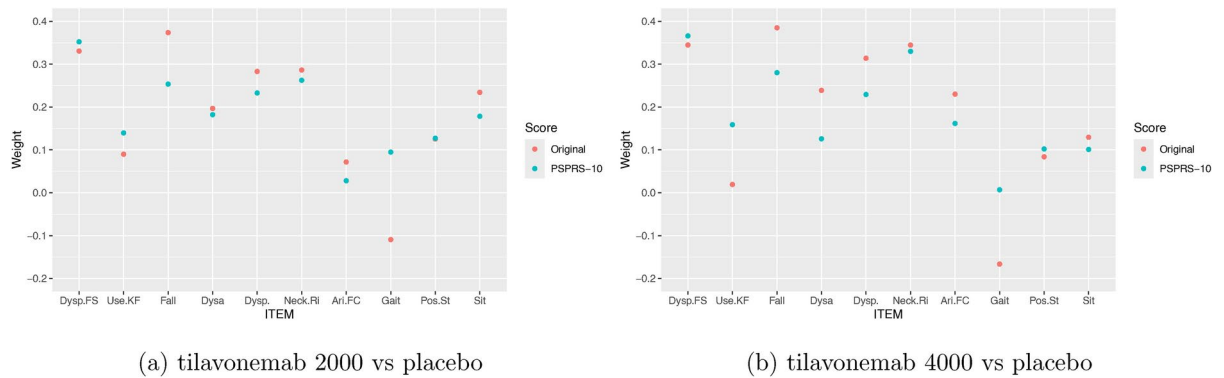 0.4
0.3
0.2
0.1
0.0
−0.1
−0.2
Weight
Dysp.FS Use.KF Fall Dysa Dysp. Neck.Ri Ari.FC Gait Pos.St Sit
ITEM
Score
Original
PSPRS−10
(a) tilavonemab 2000 vs placebo
0.4
0.3
0.2
0.1
0.0
−0.1
−0.2
Weight
Dysp.FS Use.KF Fall Dysa Dysp. Neck.Ri Ari.FC Gait Pos.St Sit
ITEM
Score
Original
PSPRS−10
(b) tilavonemab 4000 vs placebo